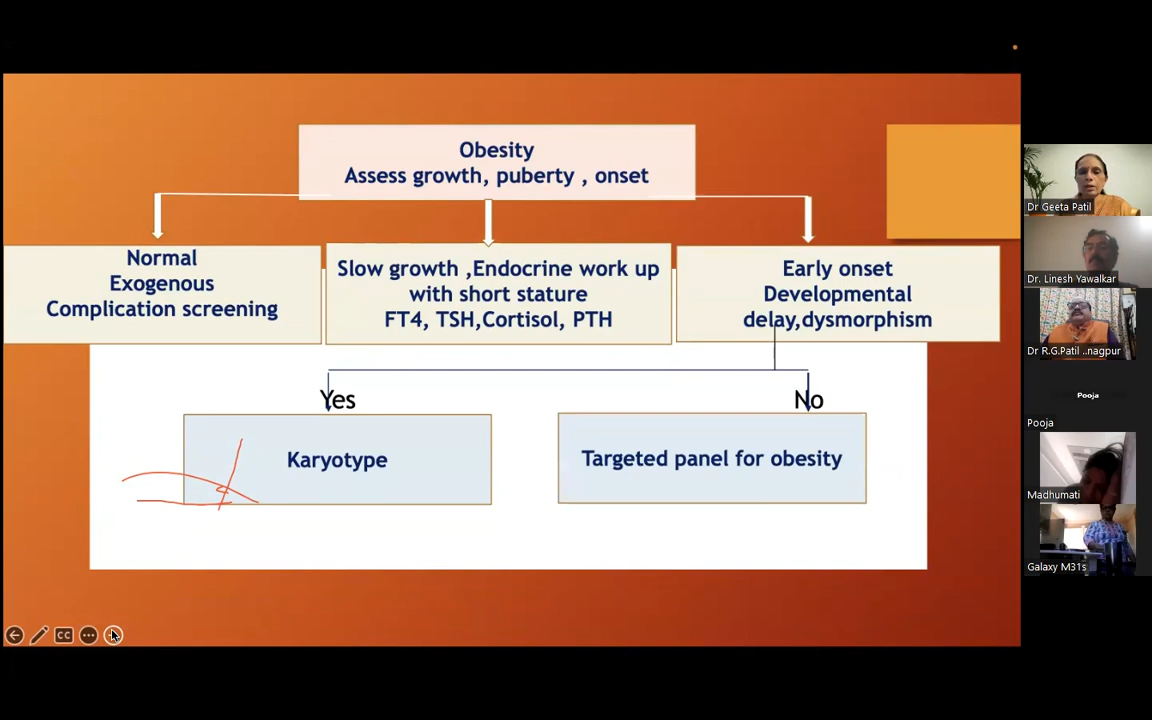 Obesity
Assess growth, puberty , onset
Normal
Exogenous
Complication screening
Slow growth ,Endocrine work up
with short stature
FT4, TSH,Cortisol, PTH
Early onset
Developmental
delay,dysmorphism
Yes
No
Karyotype
Targeted panel for obesity
CC
Dr Geeta Patil
Dr. Linesh Yawalkar
Dr R.G.Patil ..nagpur
Pooja
Pooja
Madhumati
Galaxy M31s